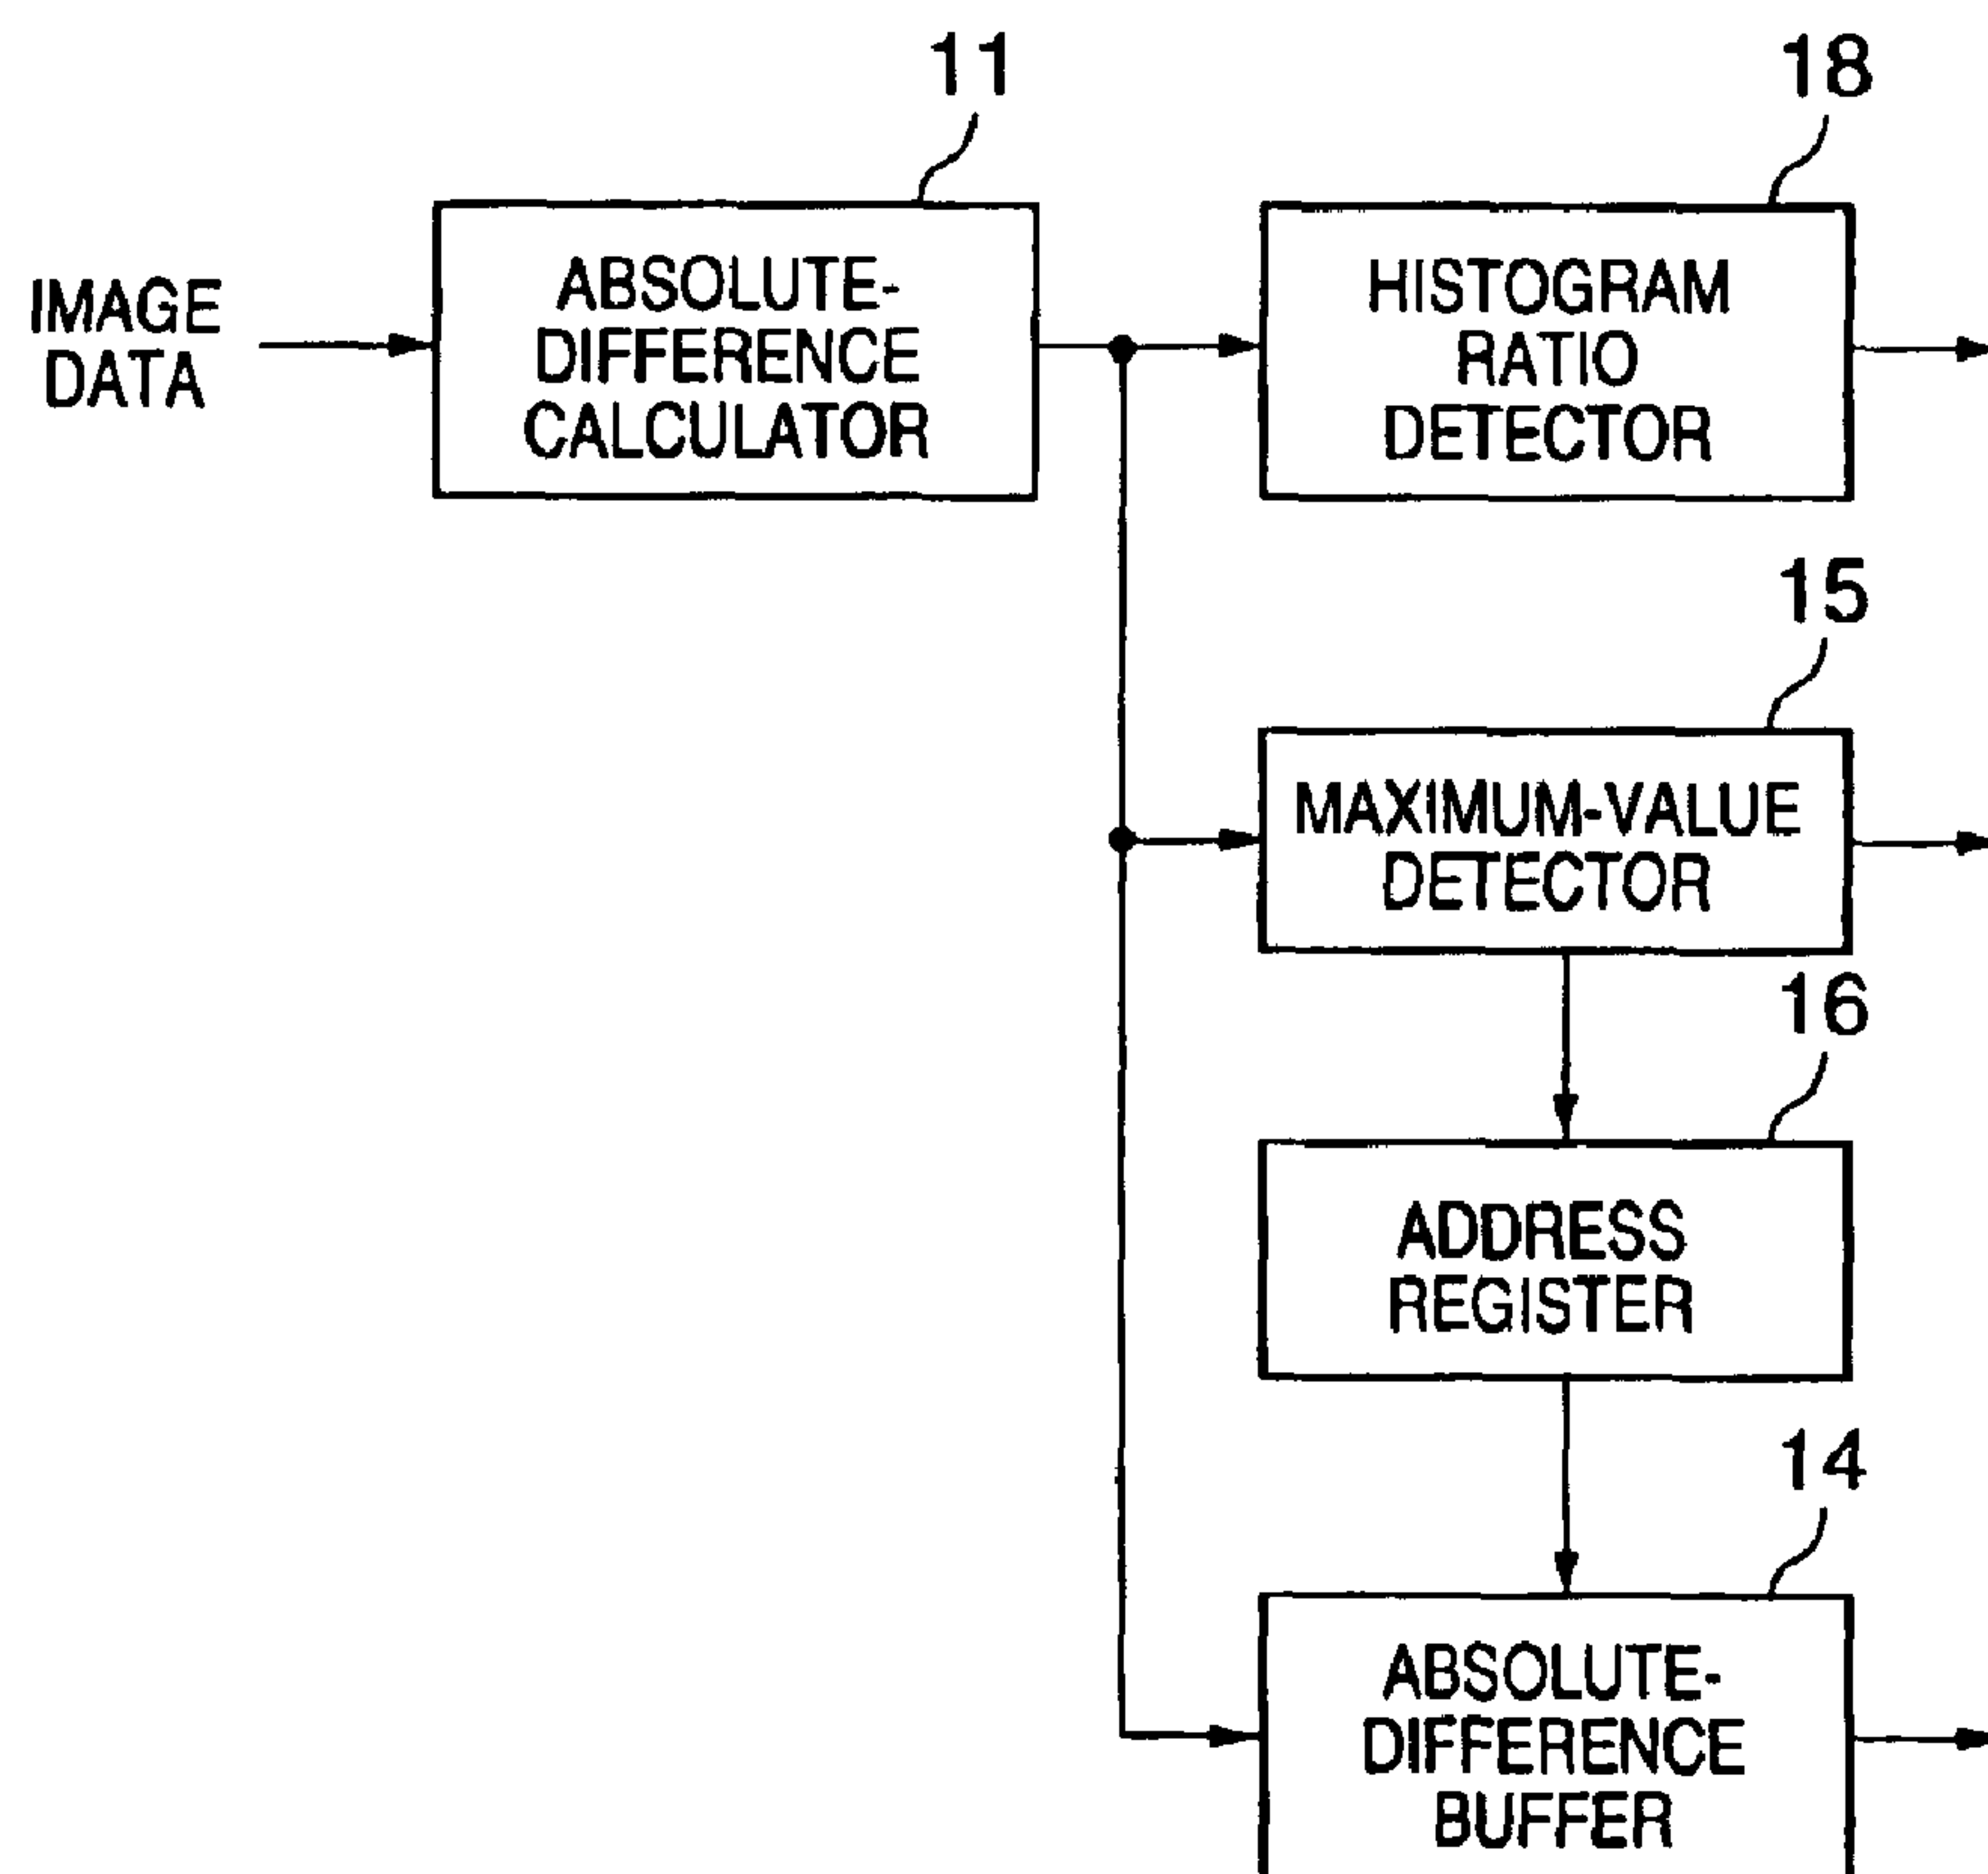 11
18
IMAGE
DATA
ABSOLUTE-
DIFFERENCE
CALCULATOR
HISTOGRAM
RATIO
DETECTOR
15
MAXIMUM-VALUE
DETECTOR
16
ADDRESS
REGISTER
14
ABSOLUTE-
DIFFERENCE
BUFFER